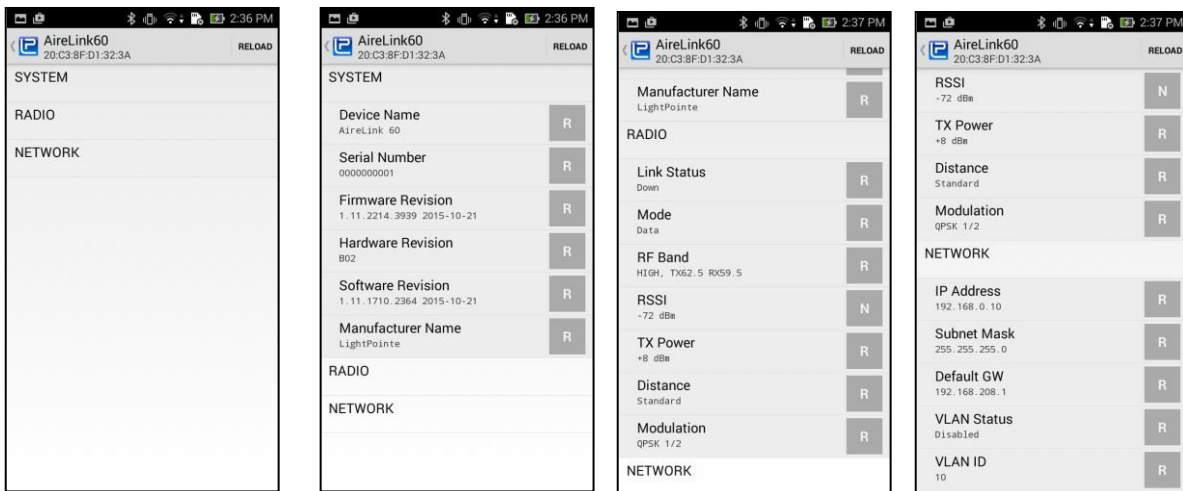 2:36 PM
AireLink60
20:C3:8F:D1:32:3A
RELOAD
SYSTEM
RADIO
NETWORK
2:36 PM
AireLink60
20:C3:8F:D1:32:3A
RELOAD
SYSTEM
Device Name
AireLink 60
R
Serial Number
0000000001
R
Firmware Revision
1.11.2214.3939 2015-10-21
R
Hardware Revision
B02
R
Software Revision
1.11.1710.2364 2015-10-21
R
Manufacturer Name
LightPointe
R
RADIO
NETWORK
2:37 PM
AireLink60
20:C3:8F:D1:32:3A
RELOAD
Manufacturer Name
LightPointe
R
RADIO
Link Status
Down
R
Mode
Data
R
RF Band
HIGH, TX62.5 RX59.5
R
RSSI
-72 dBm
N
TX Power
+8 dBm
R
Distance
Standard
R
Modulation
QPSK 1/2
R
NETWORK
2:37 PM
AireLink60
20:C3:8F:D1:32:3A
RELOAD
RSSI
-72 dBm
N
TX Power
+8 dBm
R
Distance
Standard
R
Modulation
QPSK 1/2
R
NETWORK
IP Address
192.168.0.10
R
Subnet Mask
255.255.255.0
R
Default GW
192.168.208.1
R
VLAN Status
Disabled
R
VLAN ID
10
R